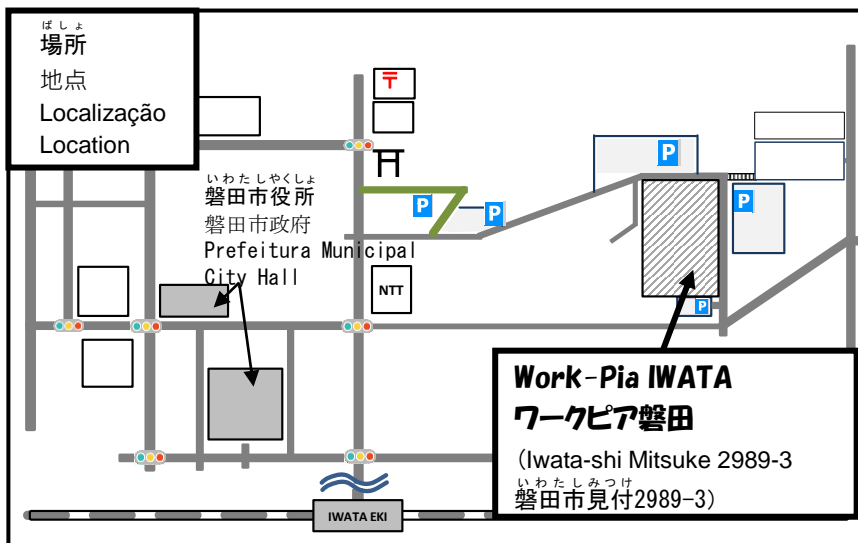 ばしょ
場所
地点
Localização
Location
〒
いわたしやくしょ
磐田市役所
磐田市政府
Prefeitura Municipal
City Hall
P
P
P
P
P
NTT
Work-Pia IWATA
ワークピア磐田
(Iwata-shi Mitsuke 2989-3
いわたしみつけ
磐田市見付2989-3)
IWATA EKI